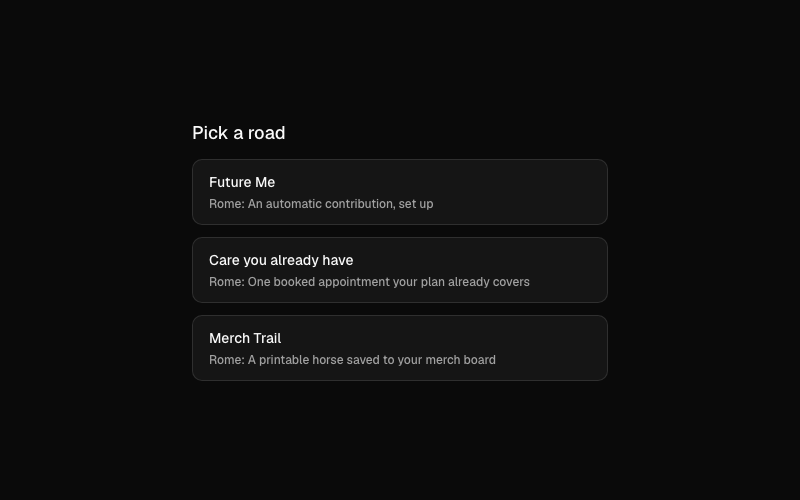 Pick a road
Future Me
Rome: An automatic contribution, set up
Care you already have
Rome: One booked appointment your plan already covers
Merch Trail
Rome: A printable horse saved to your merch board